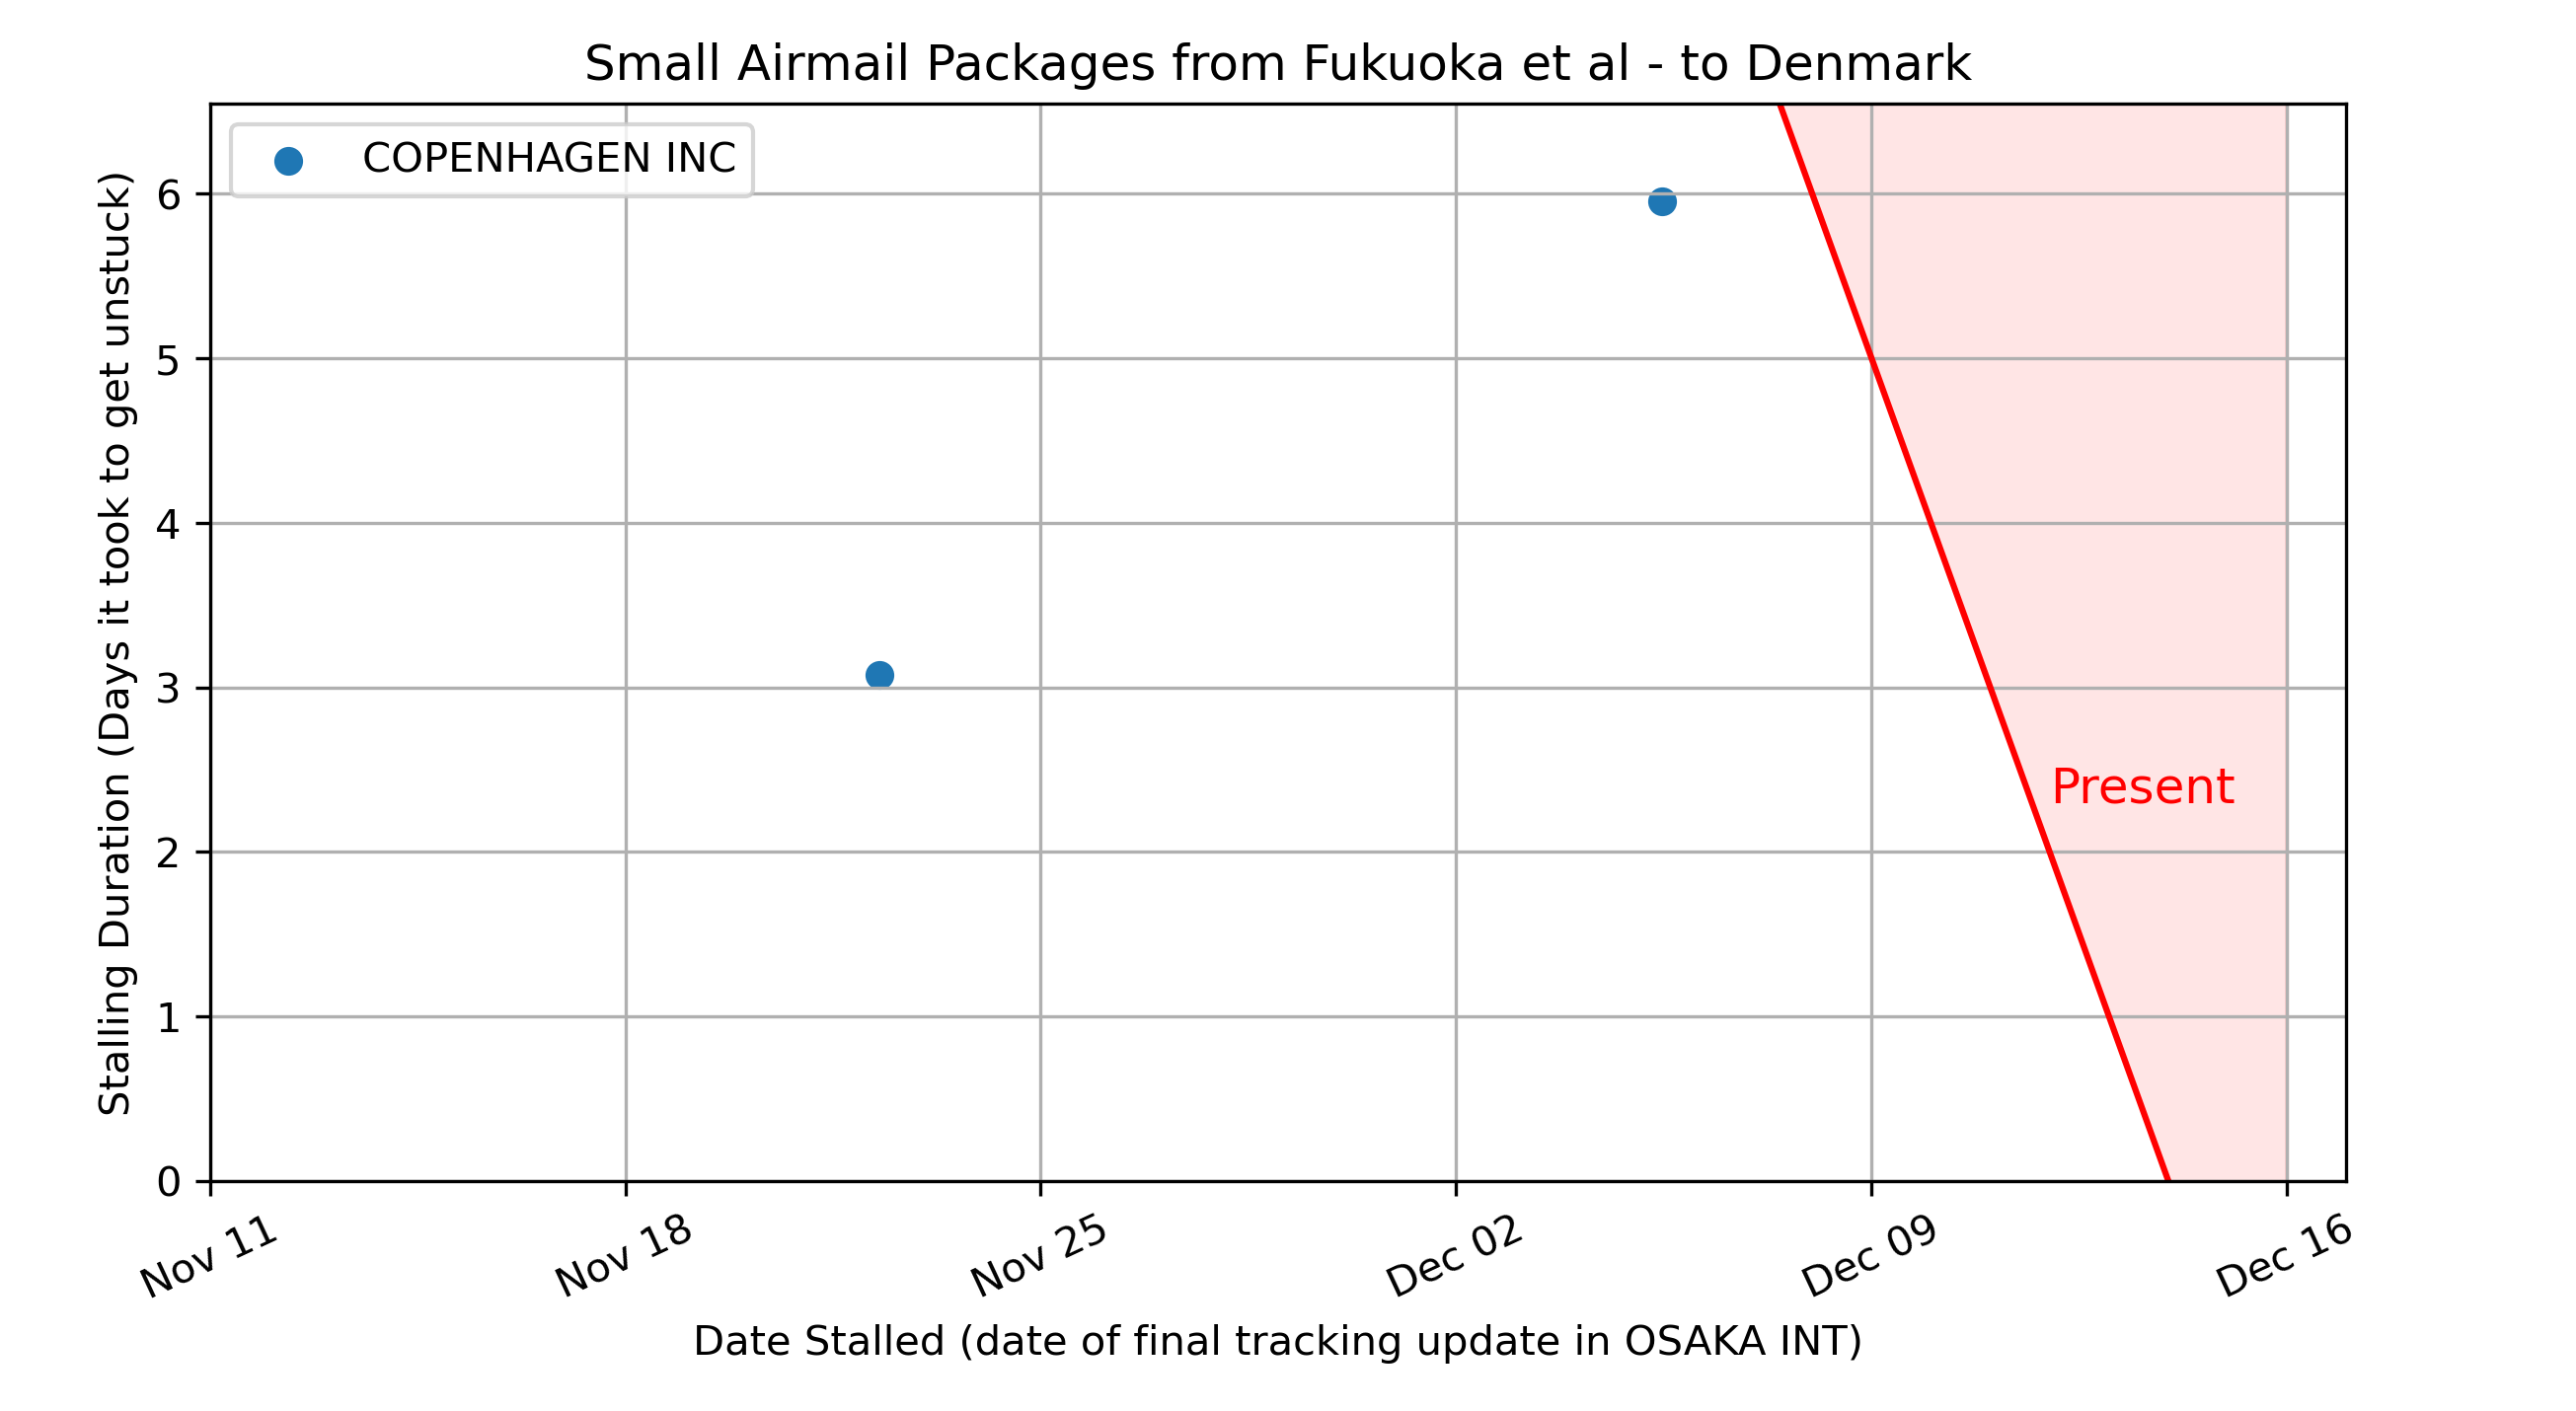 Small Airmail Packages from Fukuoka et al - to Denmark
COPENHAGEN INC
Stalling Duration (Days it took to get unstuck)
6
5
4
3
2
1
0
Present
Nov 11
Nov 18
Nov 25
Dec 02
Dec 09
Dec 16
Date Stalled (date of final tracking update in OSAKA INT)